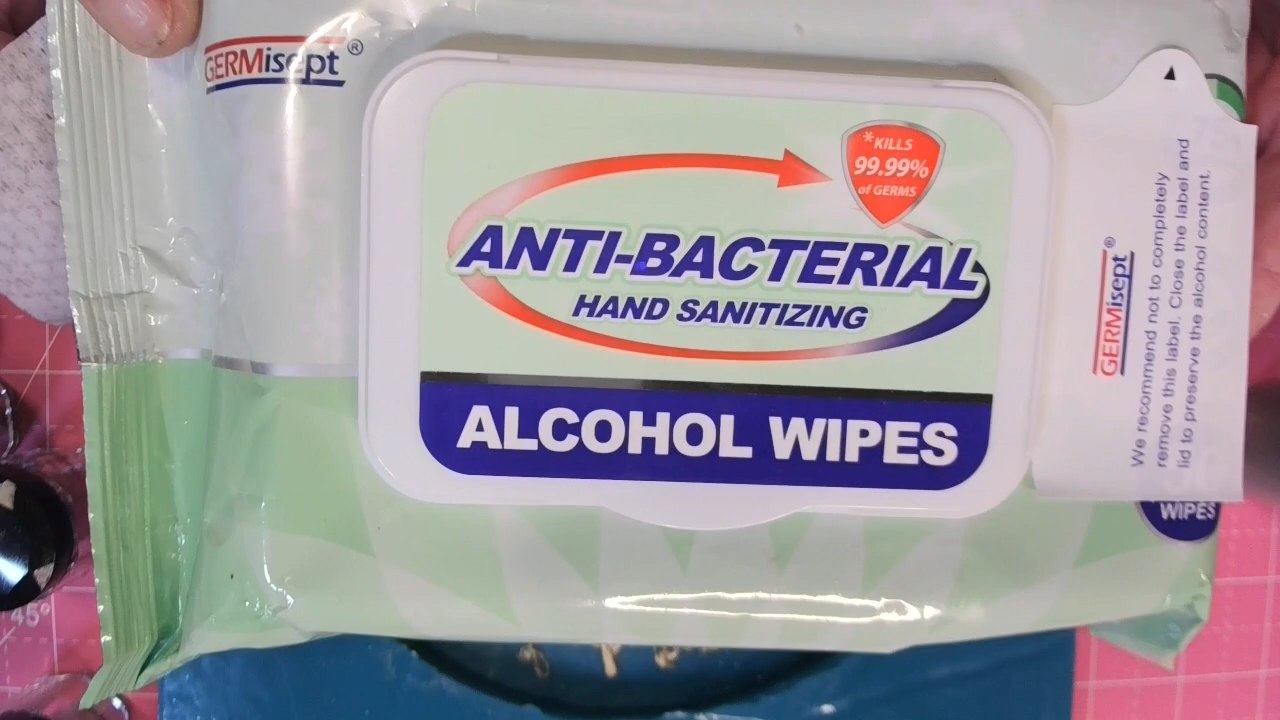 GERMisept®
*KILLS
99.99%
of GERMS
ANTI-BACTERIAL
HAND SANITIZING
ALCOHOL WIPES
GERMisept®
We recommend not to completely
remove this label. Close the label and
lid to preserve the alcohol content.
WIPES
45°